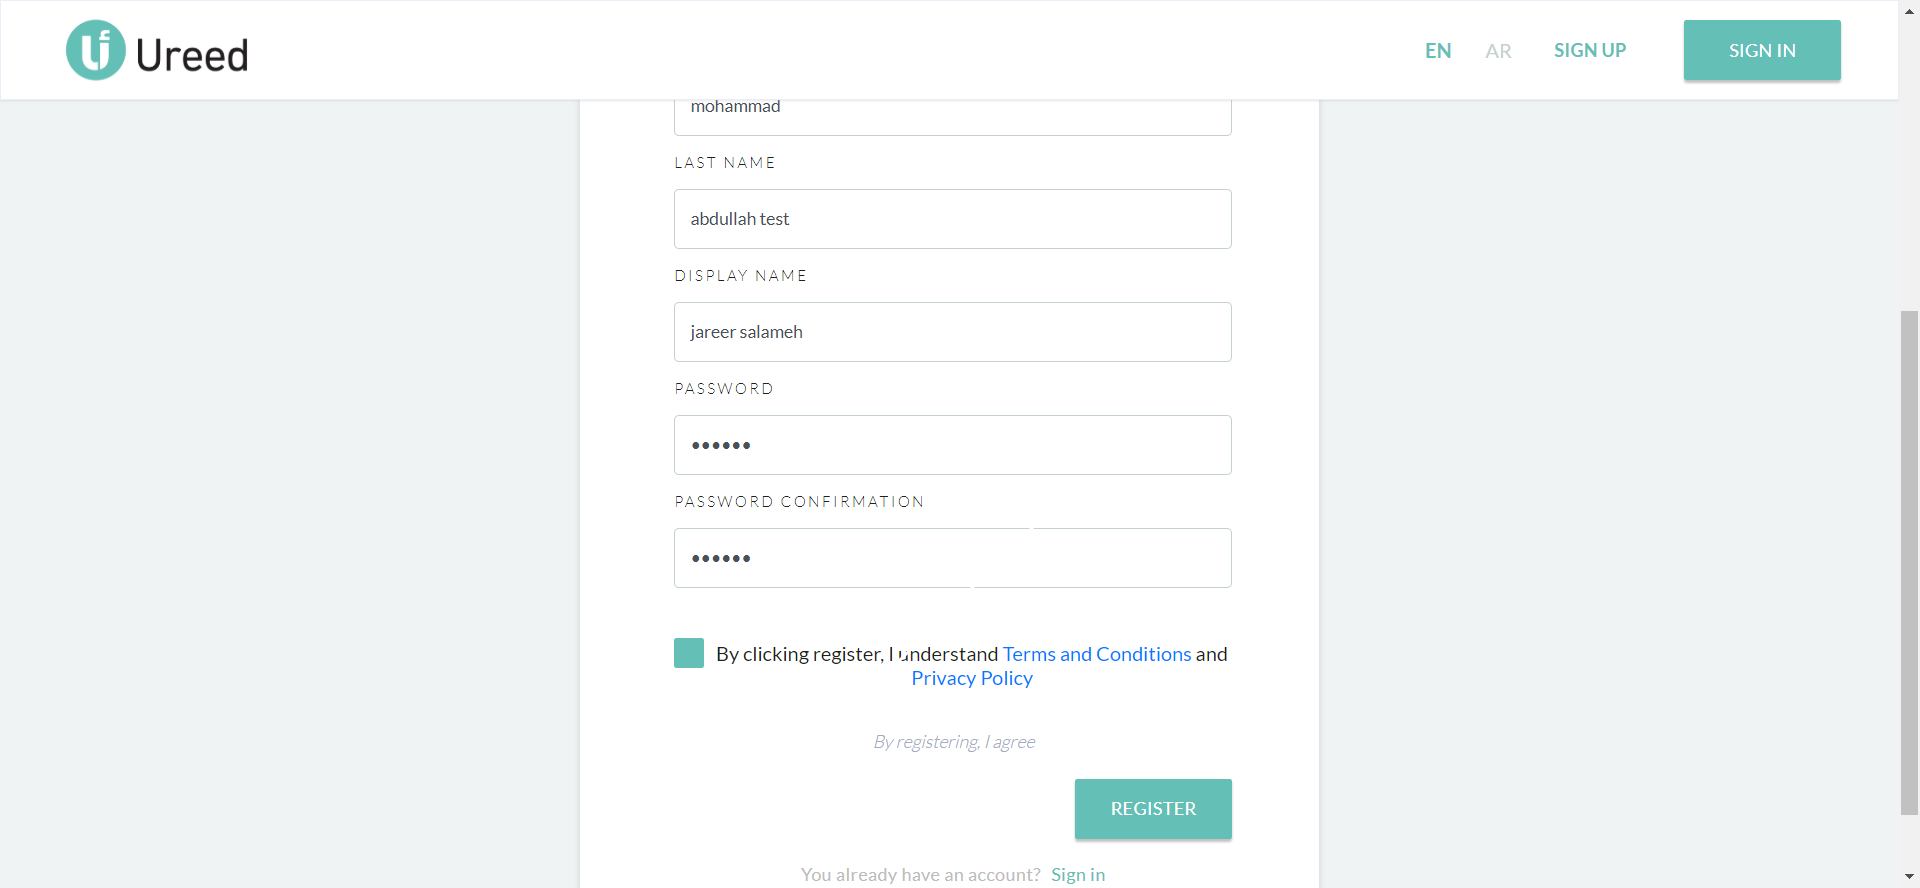 Ureed
EN AR SIGN UP SIGN IN
mohammad
LAST NAME
abdullah test
DISPLAY NAME
jareer salameh
PASSWORD
••••••
PASSWORD CONFIRMATION
••••••
By clicking register, I understand Terms and Conditions and
Privacy Policy
By registering, I agree
REGISTER
You already have an account? Sign in